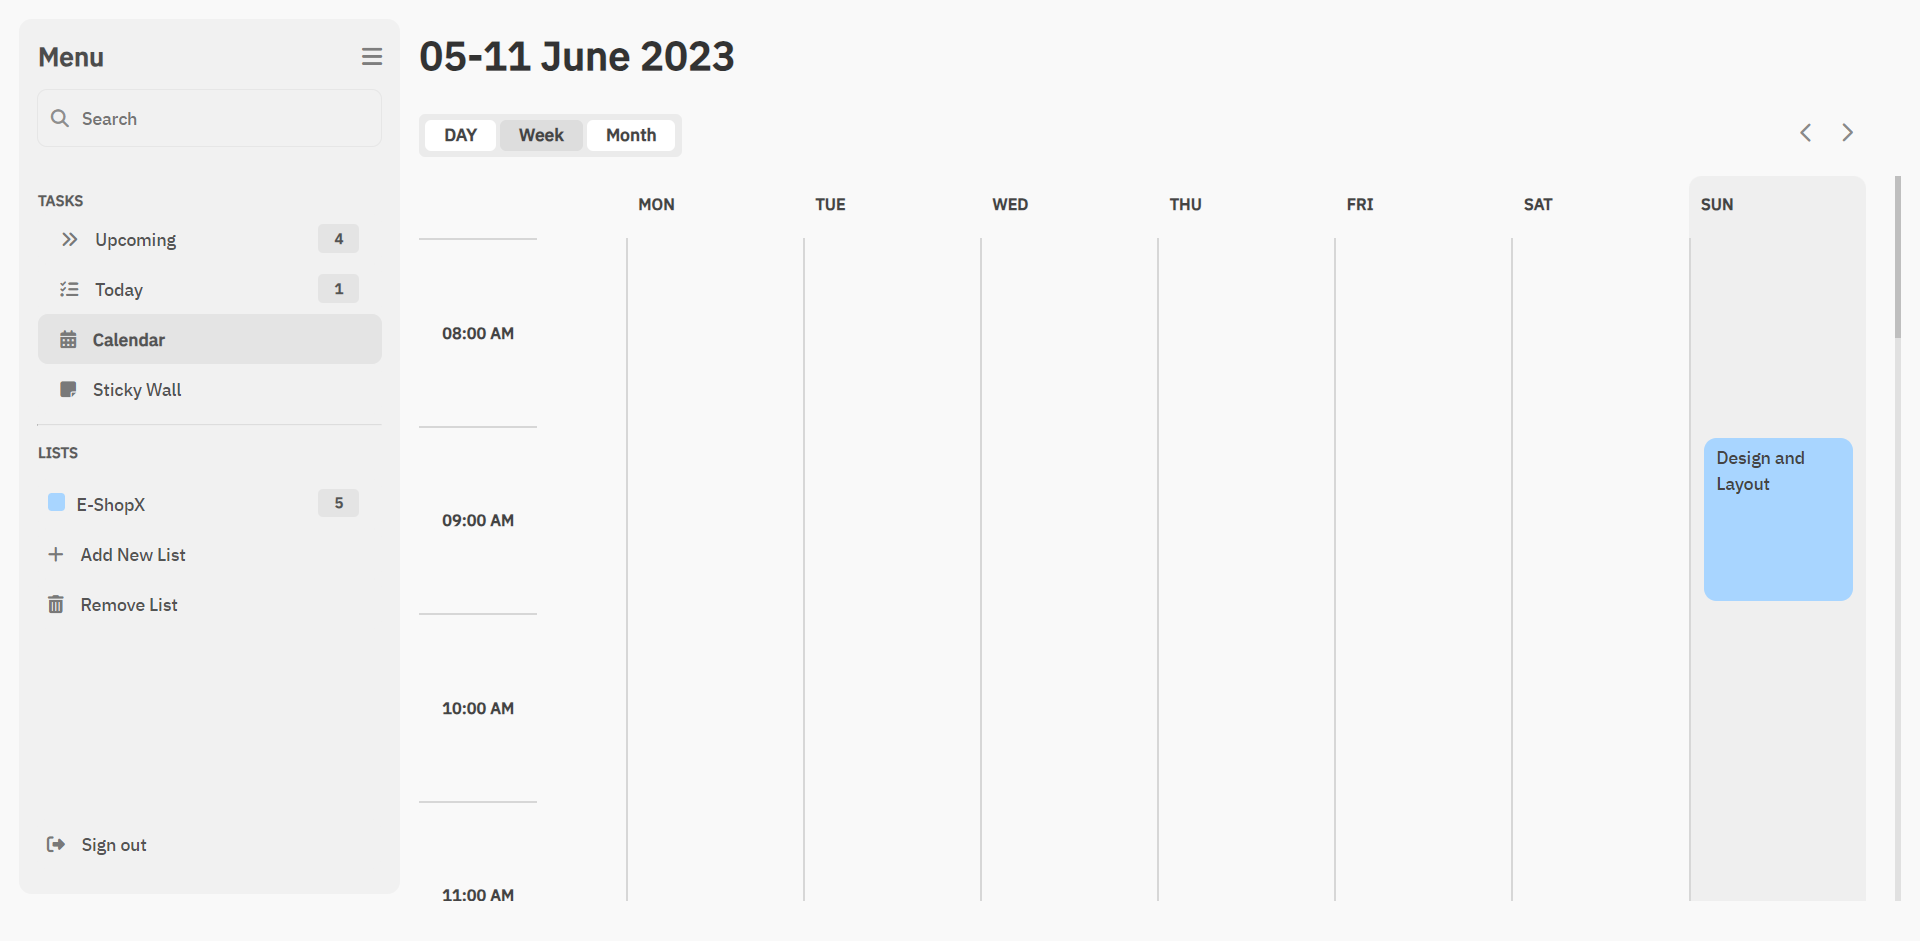 Menu
Search
TASKS
Upcoming 4
Today 1
Calendar
Sticky Wall
LISTS
E-ShopX 5
Add New List
Remove List
Sign out
05-11 June 2023
DAY Week Month
MON TUE WED THU FRI SAT SUN
08:00 AM
Design and
Layout
09:00 AM
10:00 AM
11:00 AM